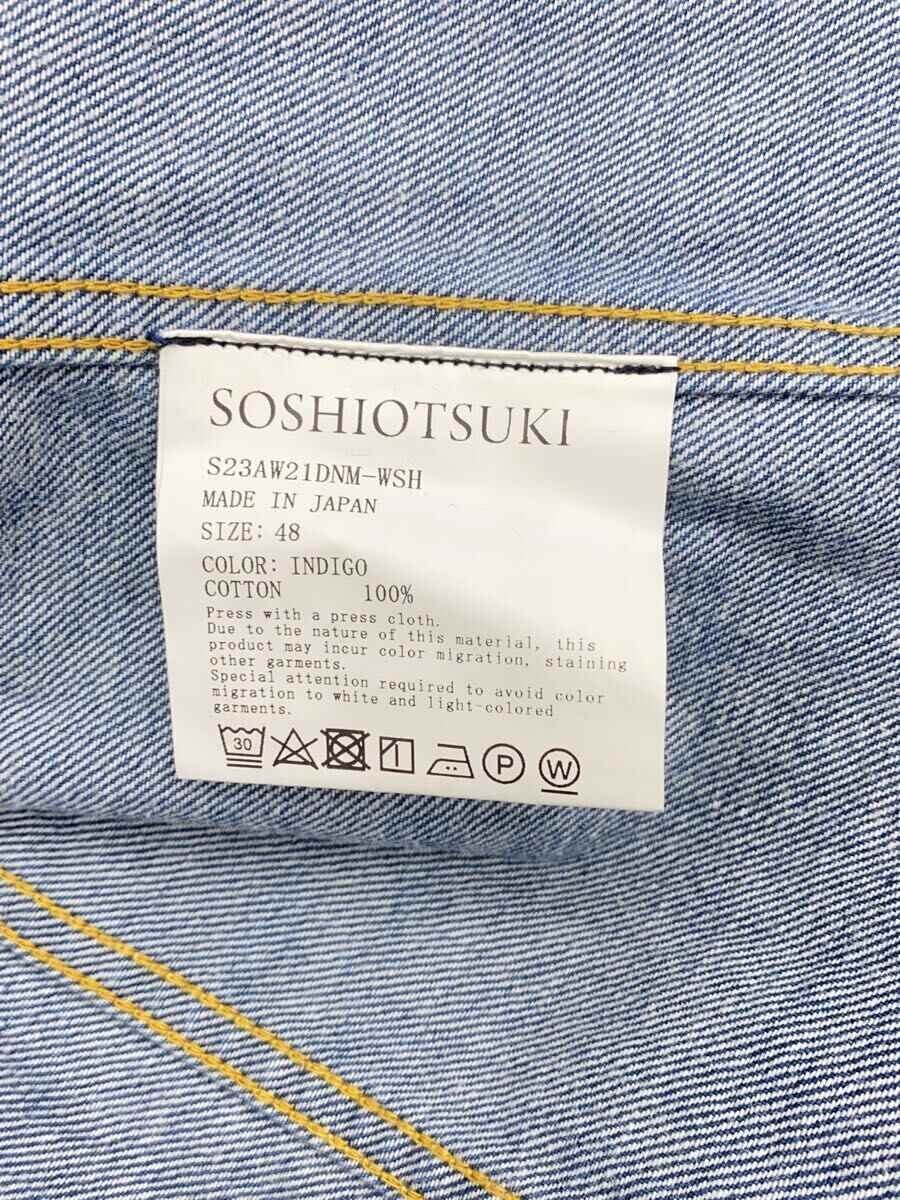 SOSHIOTSUKI
S23AW21DNM-WSH
MADE IN JAPAN
SIZE: 48
COLOR: INDIGO
COTTON 100%
Press with a press cloth.
Due to the nature of this material, this
product may incur color migration, staining
other garments.
Special attention required to avoid color
migration to white and light-colored
garments.
30 P W